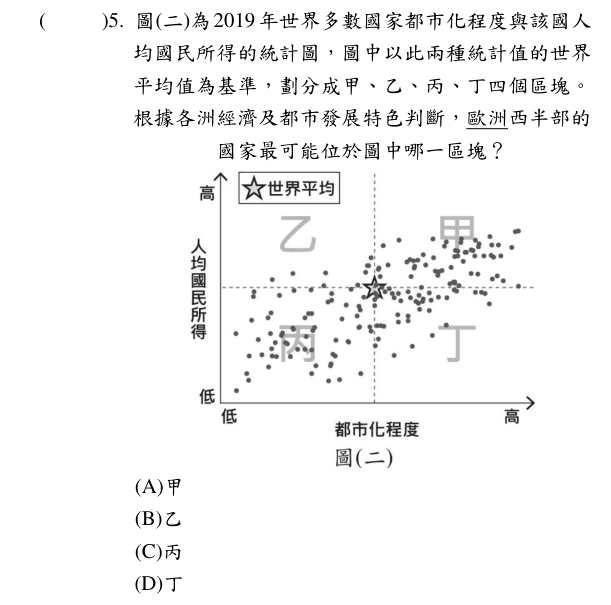 (　　)5. 圖(二)為 2019 年世界多數國家都市化程度與該國人
均國民所得的統計圖，圖中以此兩種統計值的世界
平均值為基準，劃分成甲、乙、丙、丁四個區塊。
根據各洲經濟及都市發展特色判斷，歐洲西半部的
國家最可能位於圖中哪一區塊？
高
☆世界平均
乙
甲
人均國民所得
丙
丁
低
低
高
都市化程度
圖(二)
(A)甲
(B)乙
(C)丙
(D)丁